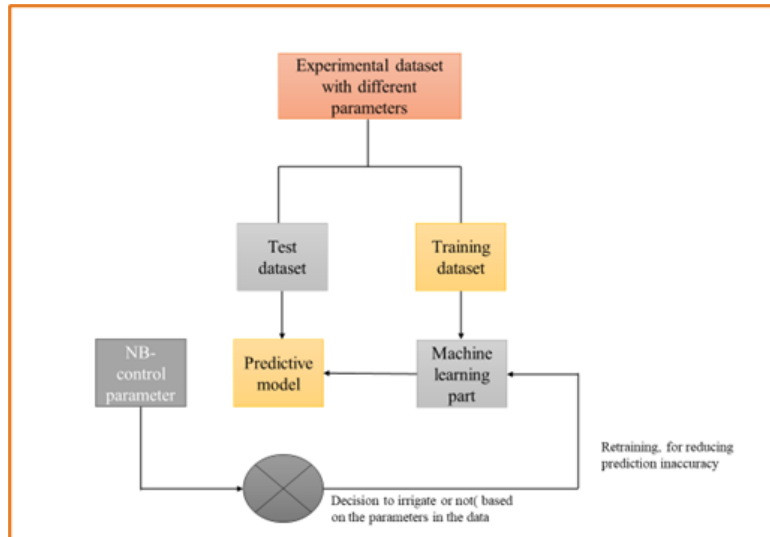 Experimental dataset
with different
parameters
Test
dataset
Training
dataset
NB-
control
parameter
Predictive
model
Machine
learning
part
Retraining, for reducing
prediction inaccuracy
Decision to irrigate or not( based
on the parameters in the data